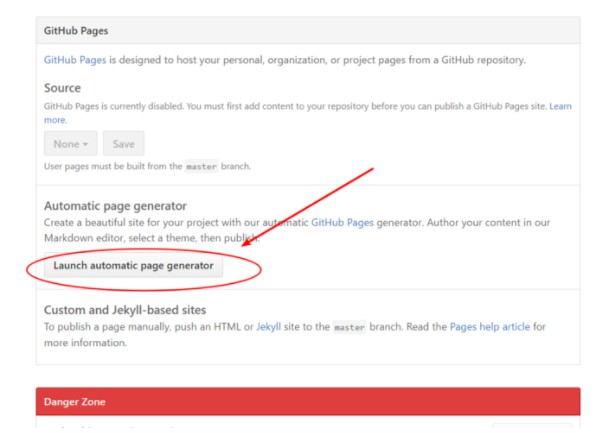 GitHub Pages
GitHub Pages is designed to host your personal, organization, or project pages from a GitHub repository.
Source
GitHub Pages is currently disabled. You must first add content to your repository before you can publish a GitHub Pages site. Learn
more.
None Save
User pages must be built from the master branch.
Automatic page generator
Create a beautiful site for your project with our automatic GitHub Pages generator. Author your content in our
Markdown editor, select a theme, then publish.
Launch automatic page generator
Custom and Jekyll-based sites
To publish a page manually, push an HTML or Jekyll site to the master branch. Read the Pages help article for
more information.
Danger Zone